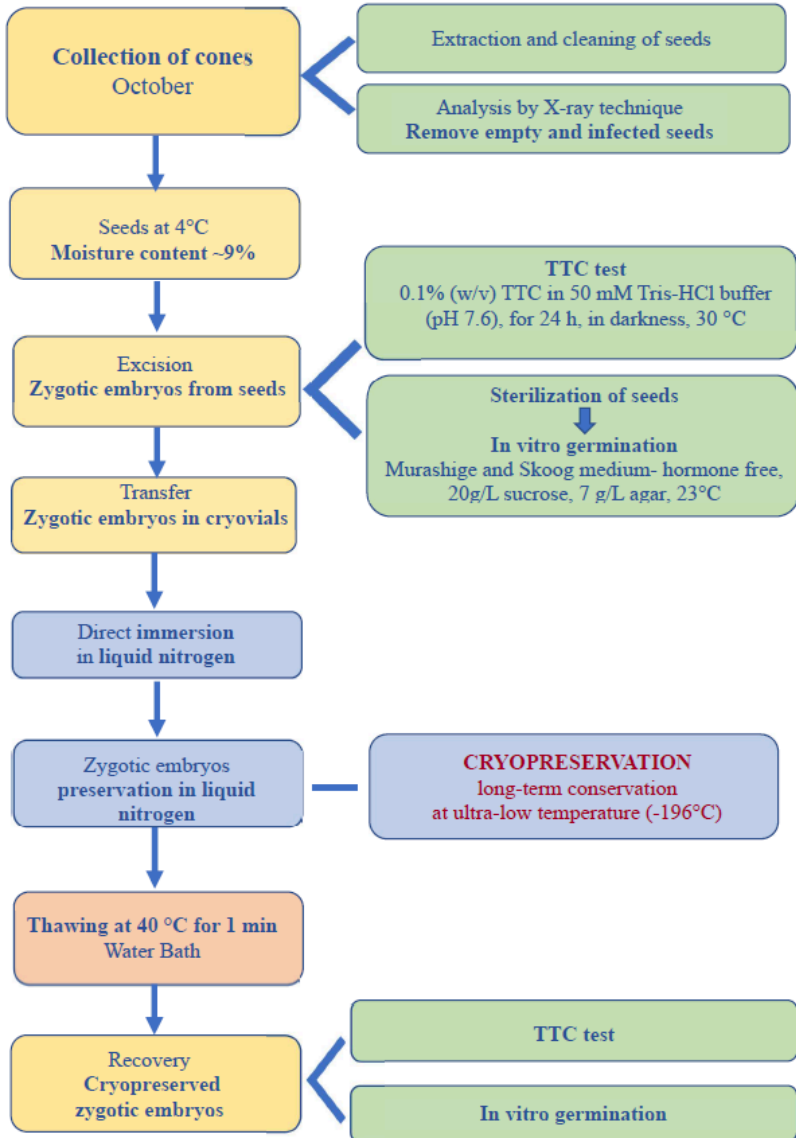 Collection of cones
October
Extraction and cleaning of seeds
Analysis by X-ray technique
Remove empty and infected seeds
Seeds at 4°C
Moisture content ~9%
TTC test
0.1% (w/v) TTC in 50 mM Tris-HCl buffer
(pH 7.6), for 24 h, in darkness, 30 °C
Excision
Zygotic embryos from seeds
Sterilization of seeds
In vitro germination
Murashige and Skoog medium- hormone free,
20g/L sucrose, 7 g/L agar, 23°C
Transfer
Zygotic embryos in cryovials
Direct immersion
in liquid nitrogen
Zygotic embryos
preservation in liquid
nitrogen
CRYOPRESERVATION
long-term conservation
at ultra-low temperature (-196°C)
Thawing at 40 °C for 1 min
Water Bath
Recovery
Cryopreserved
zygotic embryos
TTC test
In vitro germination